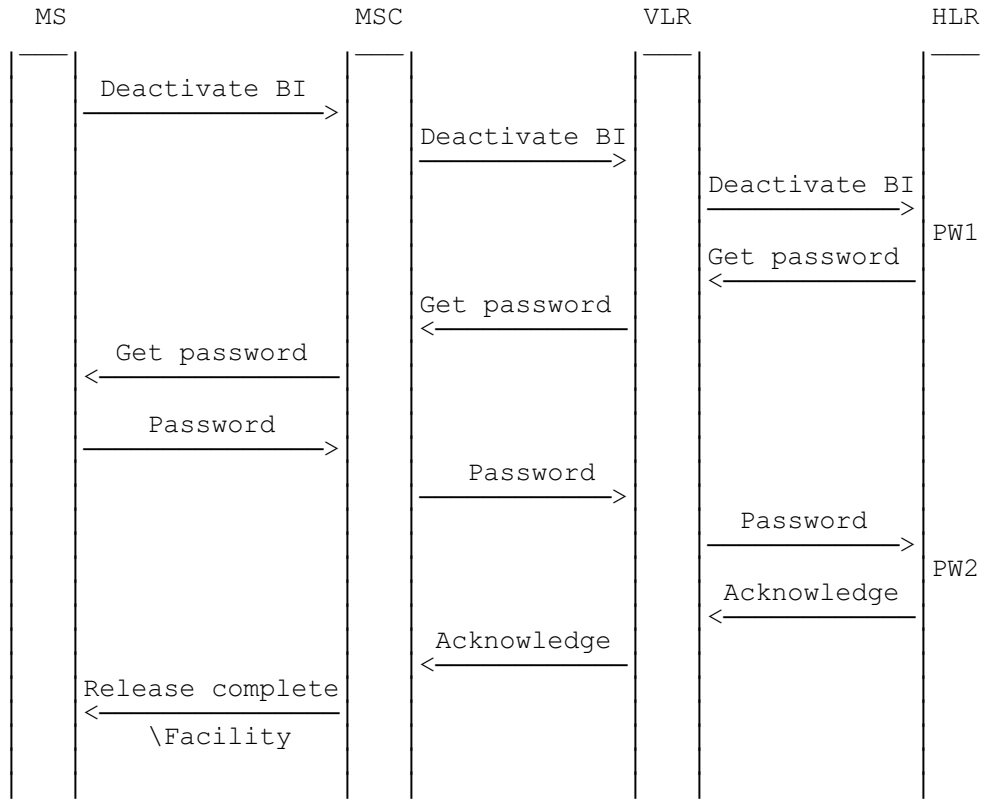 MS MSC VLR HLR
Deactivate BI
Deactivate BI
Deactivate BI
PW1
Get password
Get password
Get password
Password
Password
Password
PW2
Acknowledge
Acknowledge
Release complete
\Facility